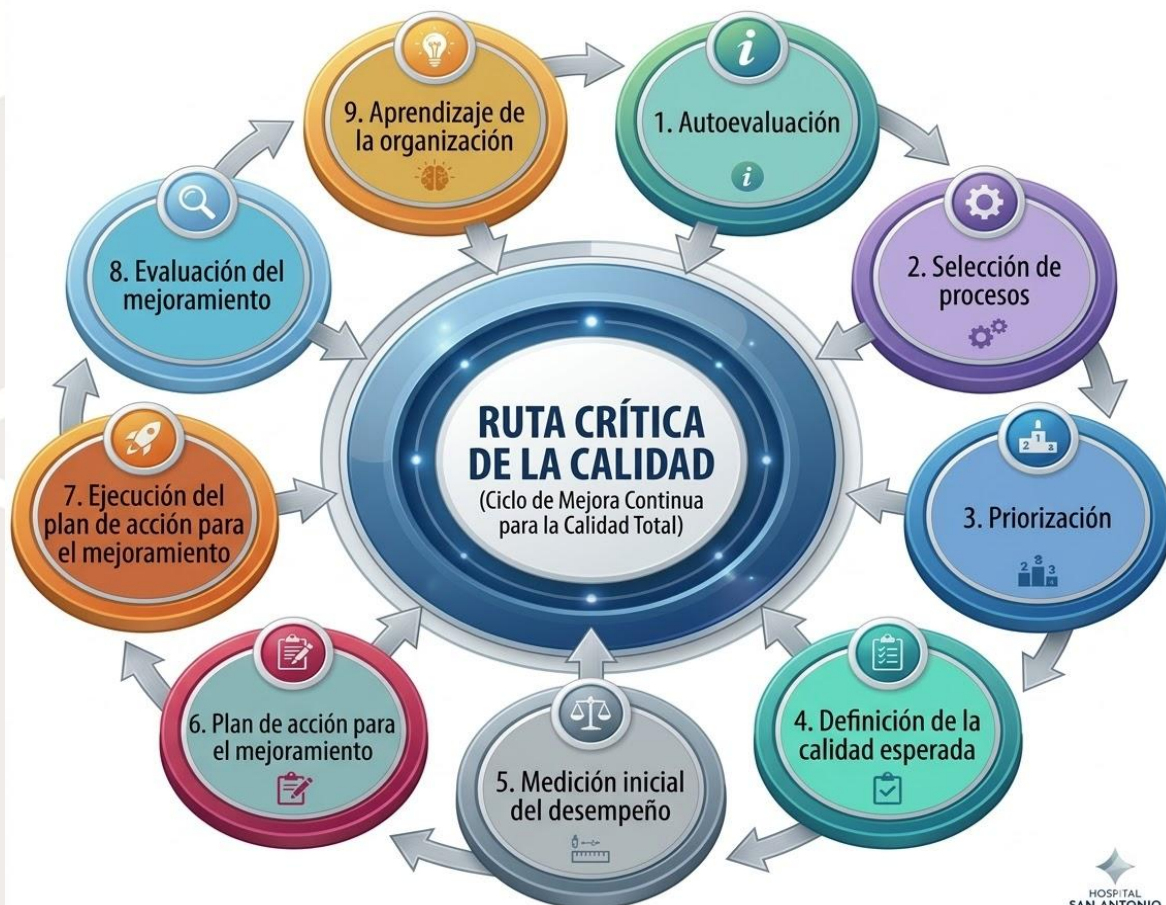 9. Aprendizaje de
la organización
1. Autoevaluación
8. Evaluación del
mejoramiento
2. Selección de
procesos
RUTA CRÍTICA
DE LA CALIDAD
(Ciclo de Mejora Continua
para la Calidad Total)
7. Ejecución del
plan de acción para
el mejoramiento
3. Priorización
6. Plan de acción para
el mejoramiento
4. Definición de la
calidad esperada
5. Medición inicial
del desempeño
HOSPITAL
SAN ANTONIO